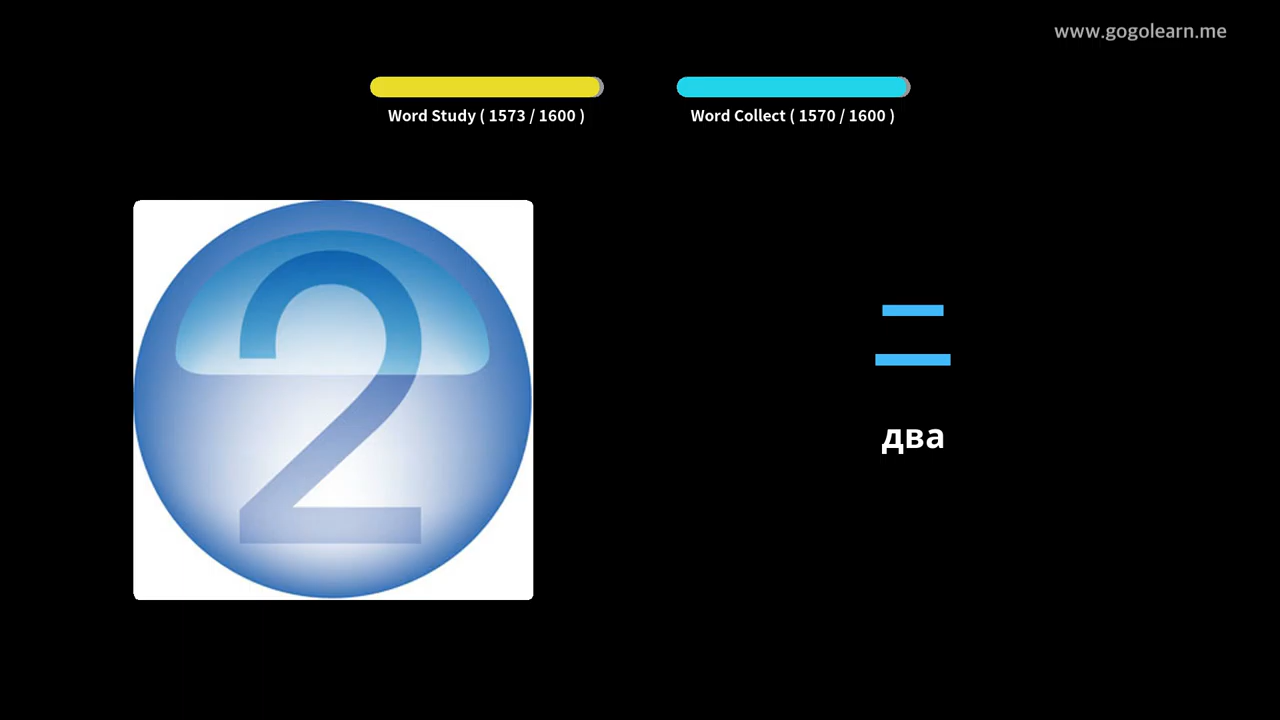 www.gogolearn.me
Word Study ( 1573 / 1600 )
Word Collect ( 1570 / 1600 )
2
二
два